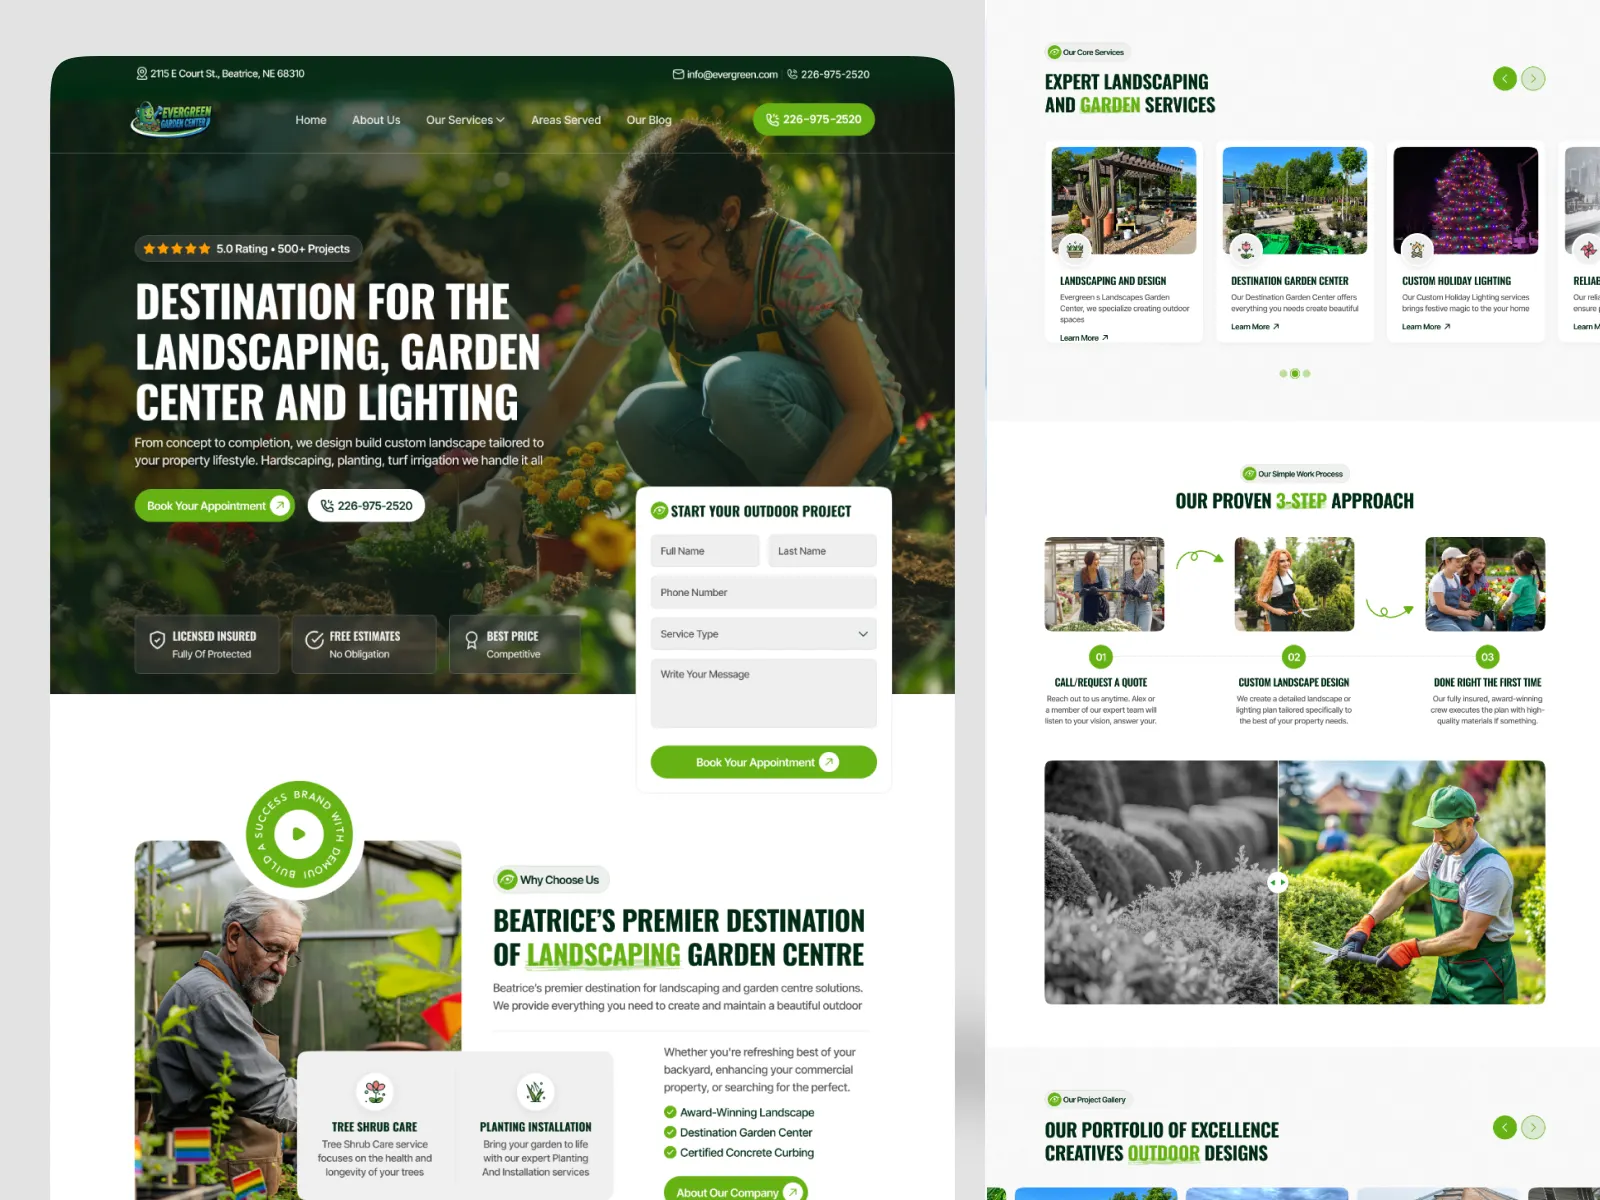 2115 E Court St., Beatrice, NE 68310
info@evergreen.com
226-975-2520
EVERGREEN
GARDEN CENTER
Home
About Us
Our Services
Areas Served
Our Blog
226-975-2520
5.0 Rating • 500+ Projects
DESTINATION FOR THE
LANDSCAPING, GARDEN
CENTER AND LIGHTING
From concept to completion, we design build custom landscape tailored to
your property lifestyle. Hardscaping, planting, turf irrigation we handle it all
Book Your Appointment
226-975-2520
LICENSED INSURED
Fully Of Protected
FREE ESTIMATES
No Obligation
BEST PRICE
Competitive
START YOUR OUTDOOR PROJECT
Full Name
Last Name
Phone Number
Service Type
Write Your Message
Book Your Appointment
BUILD A SUCCESS BRAND WITH DEMOUI
Why Choose Us
BEATRICE'S PREMIER DESTINATION
OF LANDSCAPING GARDEN CENTRE
Beatrice's premier destination for landscaping and garden centre solutions.
We provide everything you need to create and maintain a beautiful outdoor
Whether you're refreshing best of your
backyard, enhancing your commercial
property, or searching for the perfect.
Award-Winning Landscape
Destination Garden Center
Certified Concrete Curbing
About Our Company
TREE SHRUB CARE
Tree Shrub Care service
focuses on the health and
longevity of your trees
PLANTING INSTALLATION
Bring your garden to life
with our expert Planting
And Installation services
Our Core Services
EXPERT LANDSCAPING
AND GARDEN SERVICES
LANDSCAPING AND DESIGN
Evergreen s Landscapes Garden
Center, we specialize creating outdoor
spaces
Learn More
DESTINATION GARDEN CENTER
Our Destination Garden Center offers
everything you needs create beautiful
Learn More
CUSTOM HOLIDAY LIGHTING
Our Custom Holiday Lighting services
brings festive magic to the your home
Learn More
RELIAB
Our relia
ensure p
Learn M
Our Simple Work Process
OUR PROVEN 3-STEP APPROACH
01
CALL/REQUEST A QUOTE
Reach out to us anytime. Alex or
a member of our expert team will
listen to your vision, answer your.
02
CUSTOM LANDSCAPE DESIGN
We create a detailed landscape or
lighting plan tailored specifically to
the best of your property needs.
03
DONE RIGHT THE FIRST TIME
Our fully insured, award-winning
crew executes the plan with high-
quality materials If something.
Our Project Gallery
OUR PORTFOLIO OF EXCELLENCE
CREATIVES OUTDOOR DESIGNS